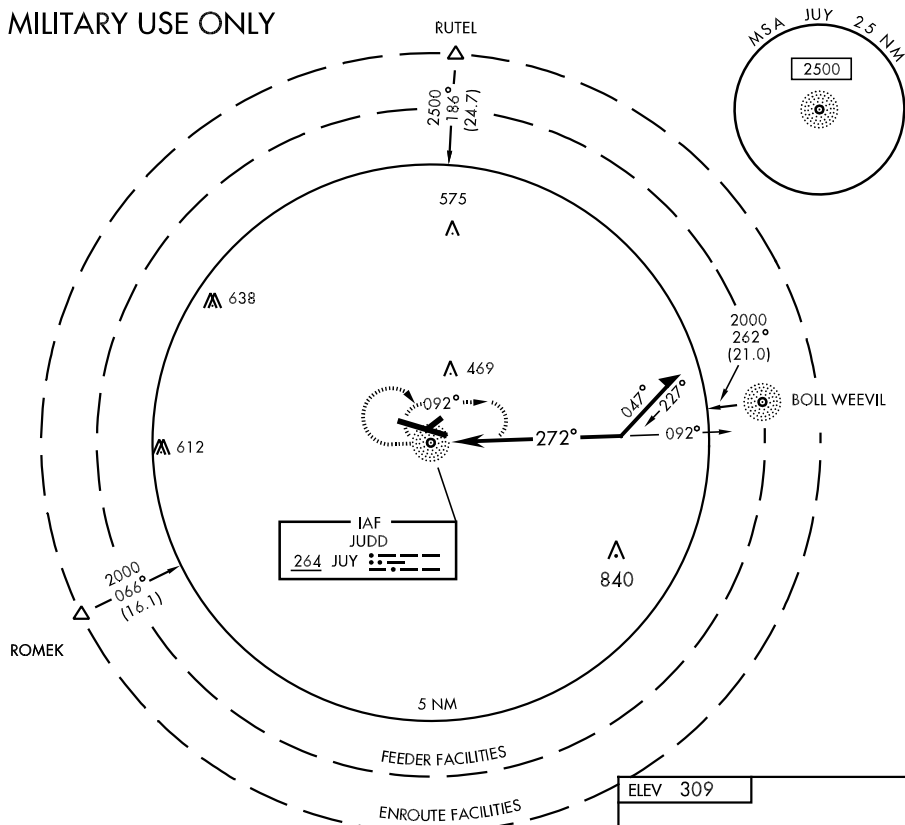 MILITARY USE ONLY
MSA JUY 25 NM
2500
RUTEL
2500
186°
(24.7)
575
638
469
092°
047°
227°
2000
262°
(21.0)
BOLL WEEVIL
272°
092°
612
IAF
JUDD
264 JUY
840
2000
066°
(16.1)
ROMEK
5 NM
FEEDER FACILITIES
ENROUTE FACILITIES
ELEV 309